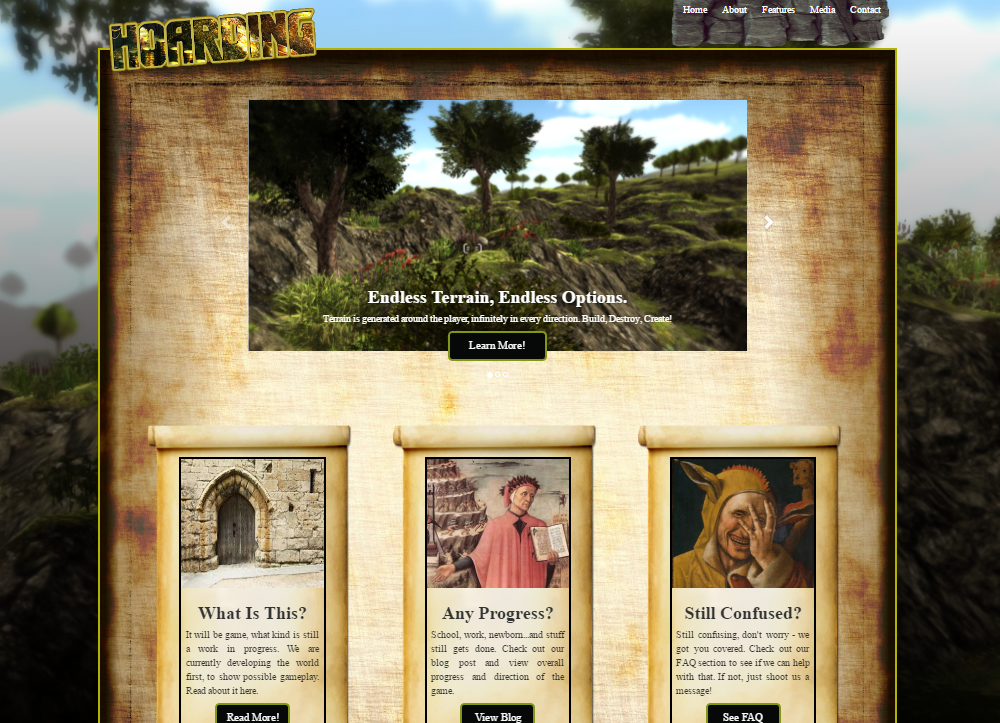 HOARDING
Home About Features Media Contact
Endless Terrain, Endless Options.
Terrain is generated around the player, infinitely in every direction. Build, Destroy, Create!
Learn More!
What Is This?
It will be game, what kind is still
a work in progress. We are
currently developing the world
first, to show possible gameplay.
Read about it here.
Read More!
Any Progress?
School, work, newborn...and stuff
still gets done. Check out our
blog post and view overall
progress and direction of the
game.
View Blog
Still Confused?
Still confusing, don't worry - we
got you covered. Check out our
FAQ section to see if we can help
with that. If not, just shoot us a
message!
See FAQ